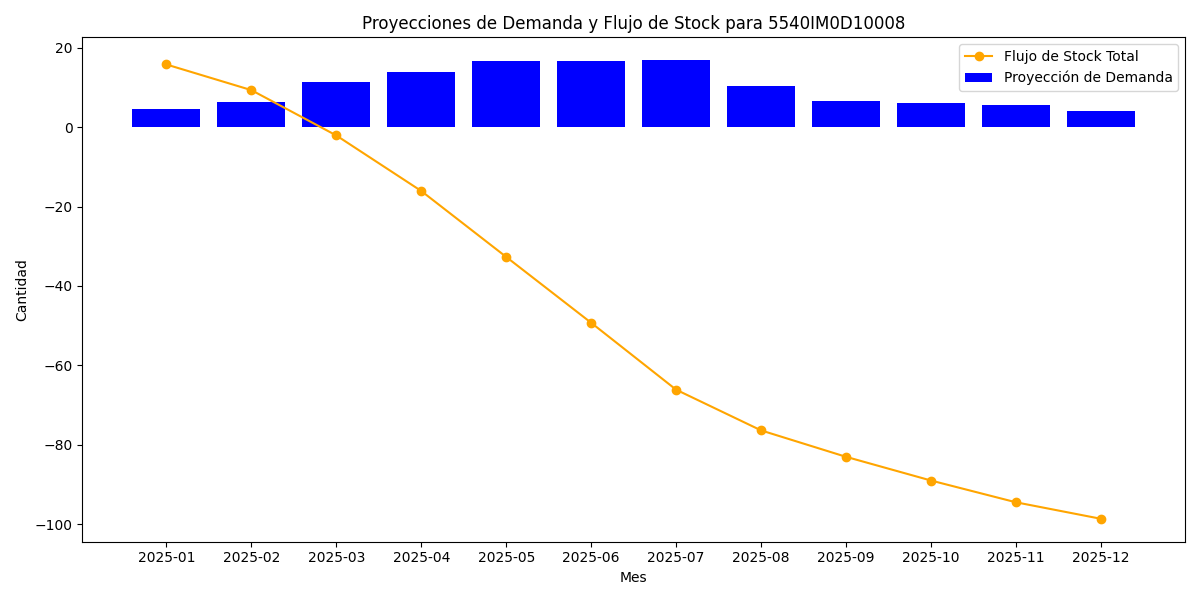 Proyecciones de Demanda y Flujo de Stock para 5540IM0D10008
Flujo de Stock Total
Proyección de Demanda
Cantidad
20
0
−20
−40
−60
−80
−100
2025-01 2025-02 2025-03 2025-04 2025-05 2025-06 2025-07 2025-08 2025-09 2025-10 2025-11 2025-12
Mes